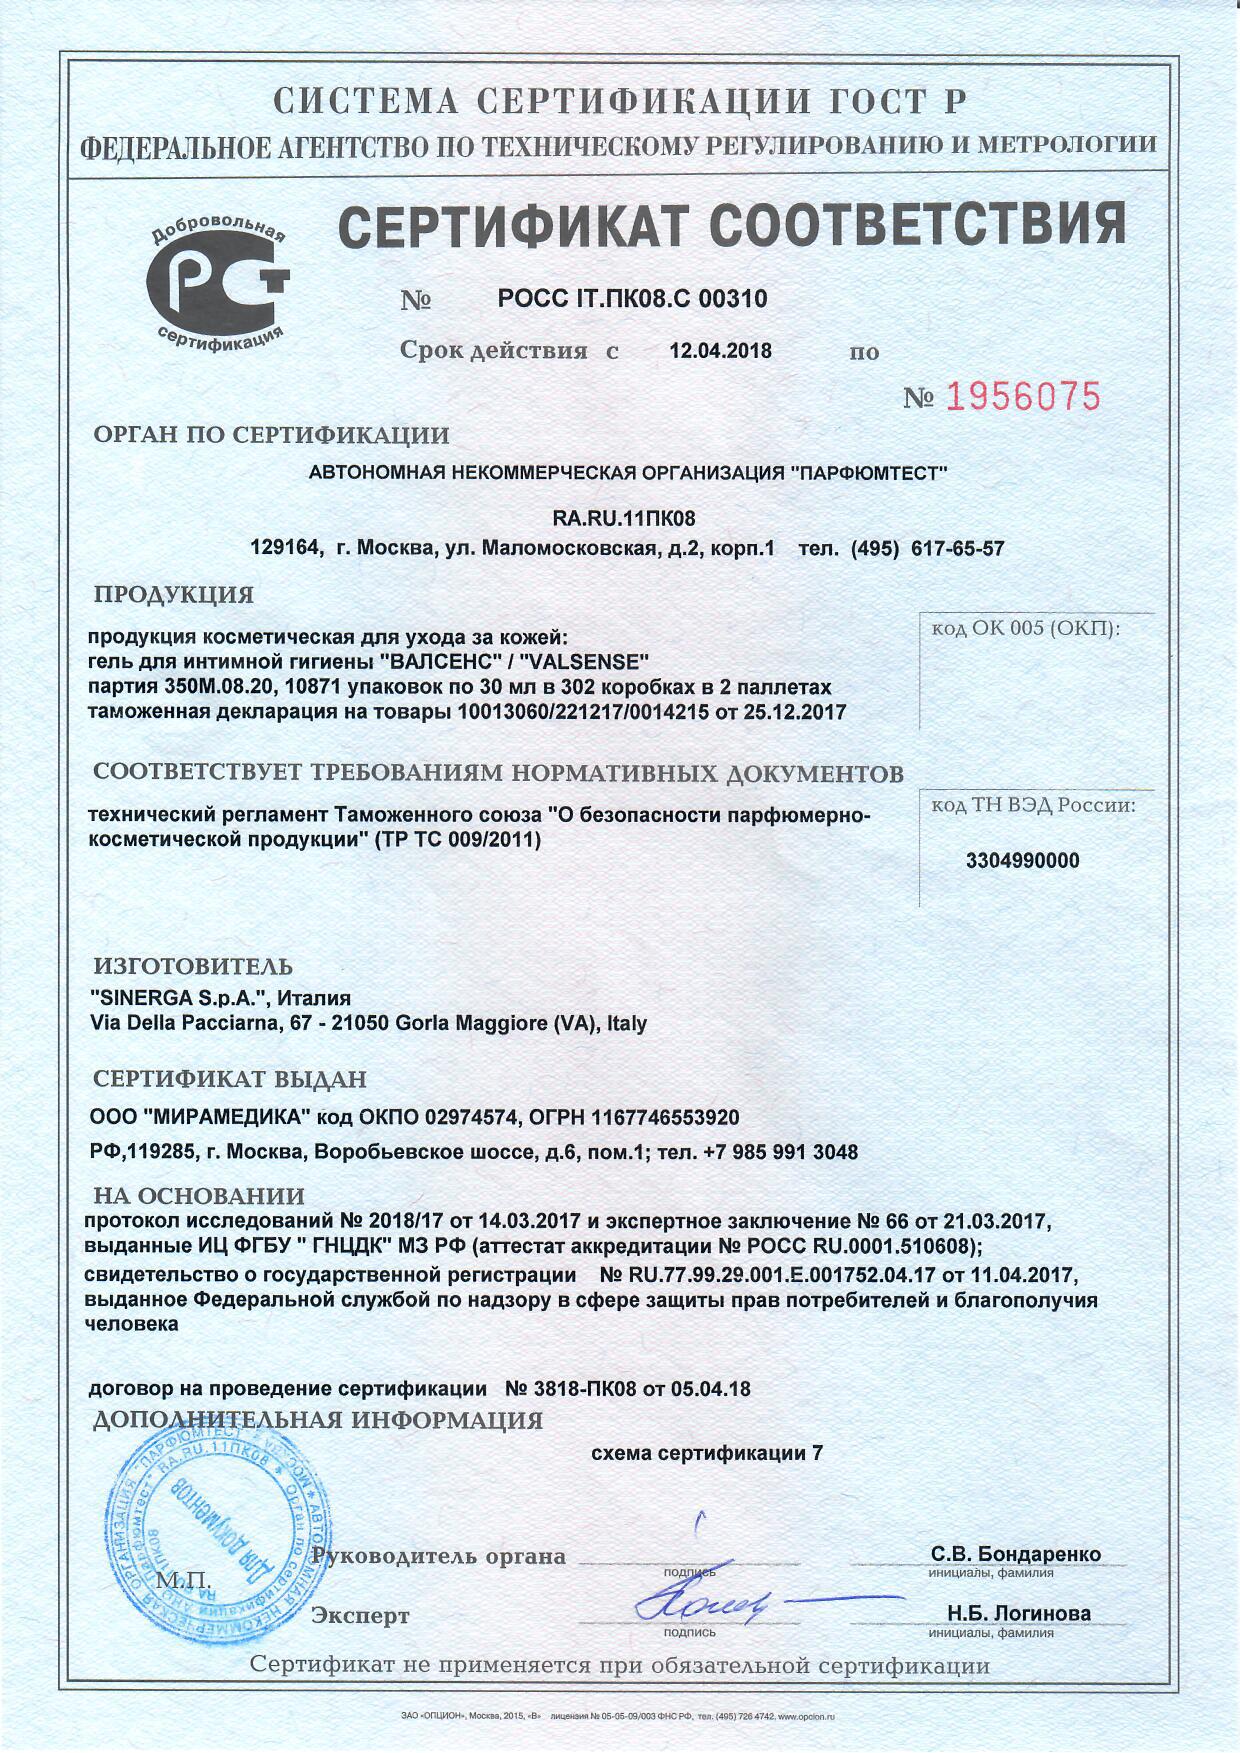 СИСТЕМА СЕРТИФИКАЦИИ ГОСТ Р
ФЕДЕРАЛЬНОЕ АГЕНТСТВО ПО ТЕХНИЧЕСКОМУ РЕГУЛИРОВАНИЮ И МЕТРОЛОГИИ
Добровольная
РСТ
сертификация
СЕРТИФИКАТ СООТВЕТСТВИЯ
№ РОСС IT.ПК08.С 00310
Срок действия с 12.04.2018 по
№ 1956075
ОРГАН ПО СЕРТИФИКАЦИИ
АВТОНОМНАЯ НЕКОММЕРЧЕСКАЯ ОРГАНИЗАЦИЯ "ПАРФЮМТЕСТ"
RA.RU.11ПК08
129164, г. Москва, ул. Маломосковская, д.2, корп.1 тел. (495) 617-65-57
ПРОДУКЦИЯ
продукция косметическая для ухода за кожей:
гель для интимной гигиены "ВАЛСЕНС" / "VALSENSE"
партия 350М.08.20, 10871 упаковок по 30 мл в 302 коробках в 2 паллетах
таможенная декларация на товары 10013060/221217/0014215 от 25.12.2017
код ОК 005 (ОКП):
СООТВЕТСТВУЕТ ТРЕБОВАНИЯМ НОРМАТИВНЫХ ДОКУМЕНТОВ
технический регламент Таможенного союза "О безопасности парфюмерно-
косметической продукции" (ТР ТС 009/2011)
код ТН ВЭД России:
3304990000
ИЗГОТОВИТЕЛЬ
"SINERGA S.p.A.", Италия
Via Della Pacciarna, 67 - 21050 Gorla Maggiore (VA), Italy
СЕРТИФИКАТ ВЫДАН
ООО "МИРАМЕДИКА" код ОКПО 02974574, ОГРН 1167746553920
РФ,119285, г. Москва, Воробьевское шоссе, д.6, пом.1; тел. +7 985 991 3048
НА ОСНОВАНИИ
протокол исследований № 2018/17 от 14.03.2017 и экспертное заключение № 66 от 21.03.2017,
выданные ИЦ ФГБУ " ГНЦДК" МЗ РФ (аттестат аккредитации № РОСС RU.0001.510608);
свидетельство о государственной регистрации № RU.77.99.29.001.Е.001752.04.17 от 11.04.2017,
выданное Федеральной службой по надзору в сфере защиты прав потребителей и благополучия
человека
договор на проведение сертификации № 3818-ПК08 от 05.04.18
ДОПОЛНИТЕЛЬНАЯ ИНФОРМАЦИЯ
схема сертификации 7
АВТОНОМНАЯ НЕКОММЕРЧЕСКАЯ ОРГАНИЗАЦИЯ "ПАРФЮМТЕСТ" * МОСКВА *
Орган по сертификации АНО "Парфюмтест" RA.RU.11ПК08 *
Для документов
М.П.
Руководитель органа
подпись
С.В. Бондаренко
инициалы, фамилия
Эксперт
подпись
Н.Б. Логинова
инициалы, фамилия
Сертификат не применяется при обязательной сертификации
ЗАО «ОПЦИОН», Москва, 2015, «В» лицензия № 05-05-09/003 ФНС РФ, тел. (495) 726 4742, www.opcion.ru